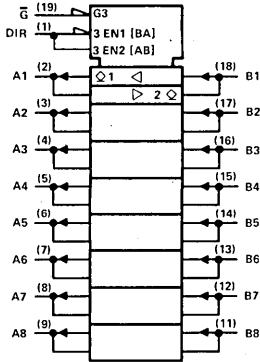 G̅ (19) G3
DIR (1) 3 EN1 [BA]
3 EN2 [AB]
A1 (2) ◇ 1 ◁ (18) B1
▷ 2 ◇
A2 (3) (17) B2
A3 (4) (16) B3
A4 (5) (15) B4
A5 (6) (14) B5
A6 (7) (13) B6
A7 (8) (12) B7
A8 (9) (11) B8